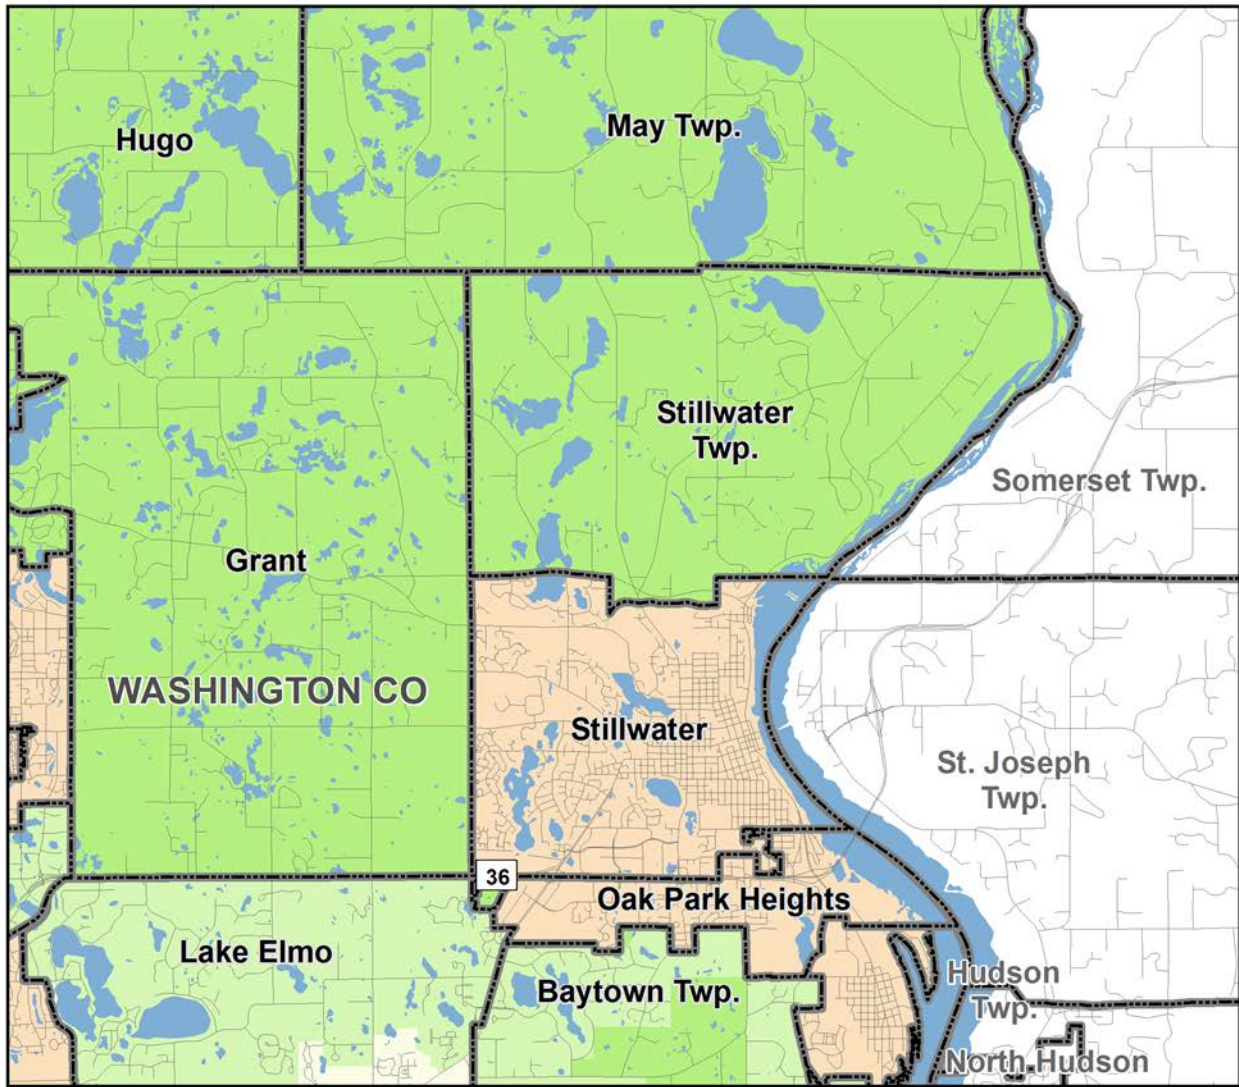 Hugo
May Twp.
Stillwater
Twp.
Somerset Twp.
Grant
WASHINGTON CO
Stillwater
St. Joseph
Twp.
36
Oak Park Heights
Lake Elmo
Baytown Twp.
Hudson
Twp.
North Hudson